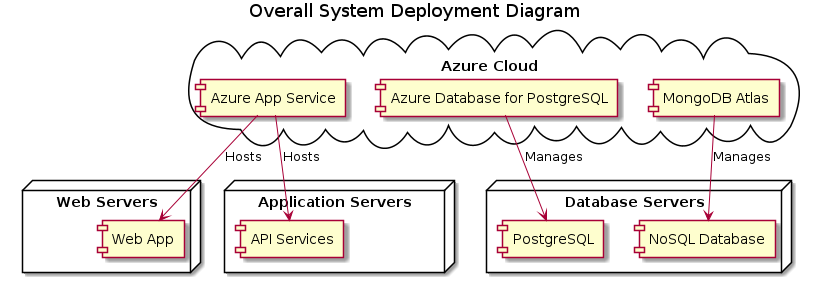 Overall System Deployment Diagram
Azure Cloud
Azure App Service
Azure Database for PostgreSQL
MongoDB Atlas
Hosts
Hosts
Manages
Manages
Web Servers
Application Servers
Database Servers
Web App
API Services
PostgreSQL
NoSQL Database